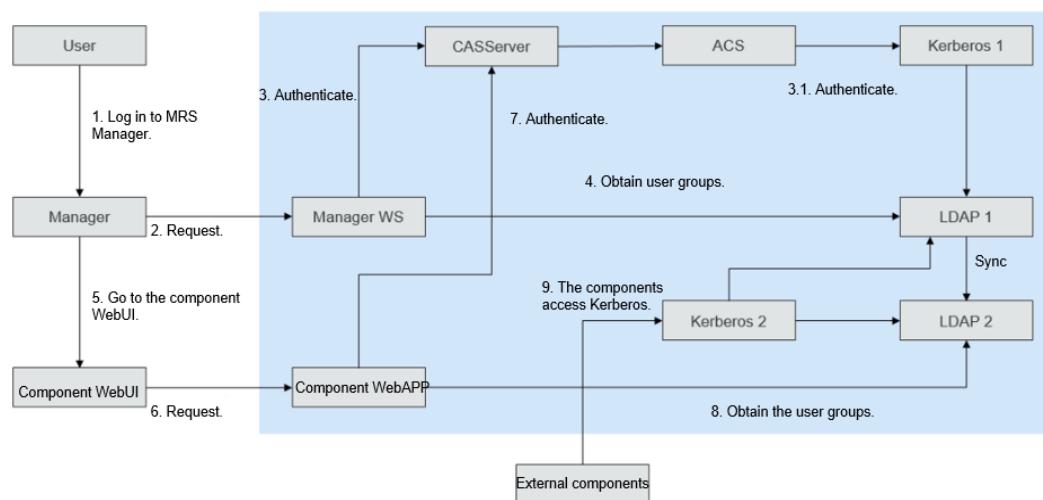 User
CASServer
ACS
Kerberos 1
3. Authenticate.
3.1. Authenticate.
1. Log in to MRS
Manager.
7. Authenticate.
4. Obtain user groups.
Manager
2. Request.
Manager WS
LDAP 1
Sync
5. Go to the component
WebUI.
9. The components
access Kerberos.
Kerberos 2
LDAP 2
Component WebUI
6. Request.
Component WebAPP
8. Obtain the user groups.
External components